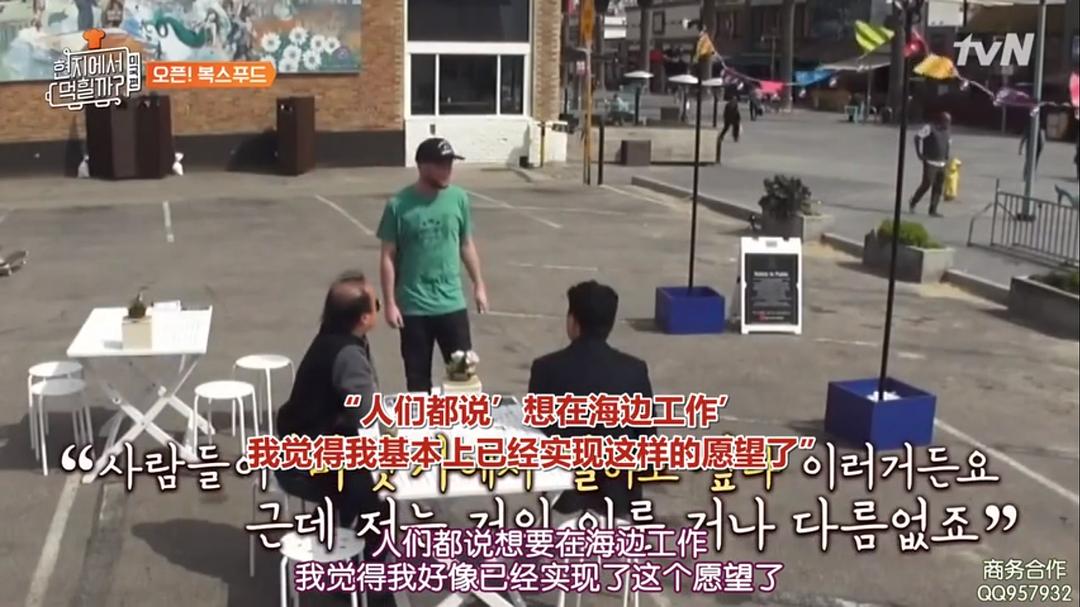 현지에서
먹힐까?
오픈! 복스푸드
tvN
“人们都说’想在海边工作’
我觉得我基本上已经实现这样的愿望了”
“사람들이 이러거든요
근데 저는 거의 이룬 거나 다름없죠”
人们都说想要在海边工作
我觉得我好像已经实现了这个愿望了
商务合作
QQ957932